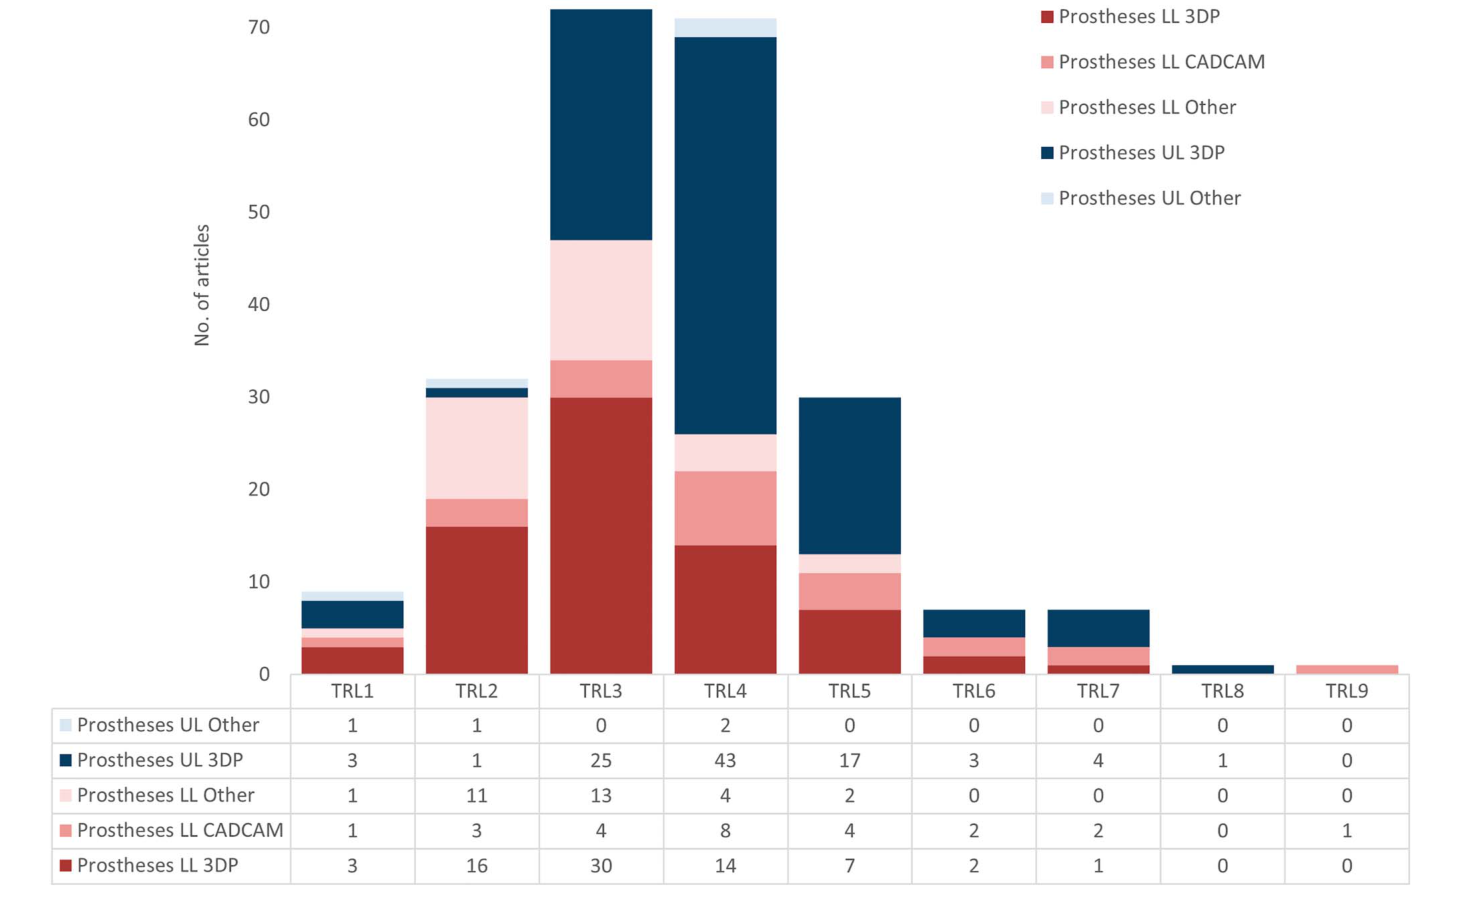 Prostheses LL 3DP
Prostheses LL CADCAM
Prostheses LL Other
Prostheses UL 3DP
Prostheses UL Other
No. of articles
70
60
50
40
30
20
10
0
TRL1 TRL2 TRL3 TRL4 TRL5 TRL6 TRL7 TRL8 TRL9
Prostheses UL Other 1 1 0 2 0 0 0 0 0
Prostheses UL 3DP 3 1 25 43 17 3 4 1 0
Prostheses LL Other 1 11 13 4 2 0 0 0 0
Prostheses LL CADCAM 1 3 4 8 4 2 2 0 1
Prostheses LL 3DP 3 16 30 14 7 2 1 0 0